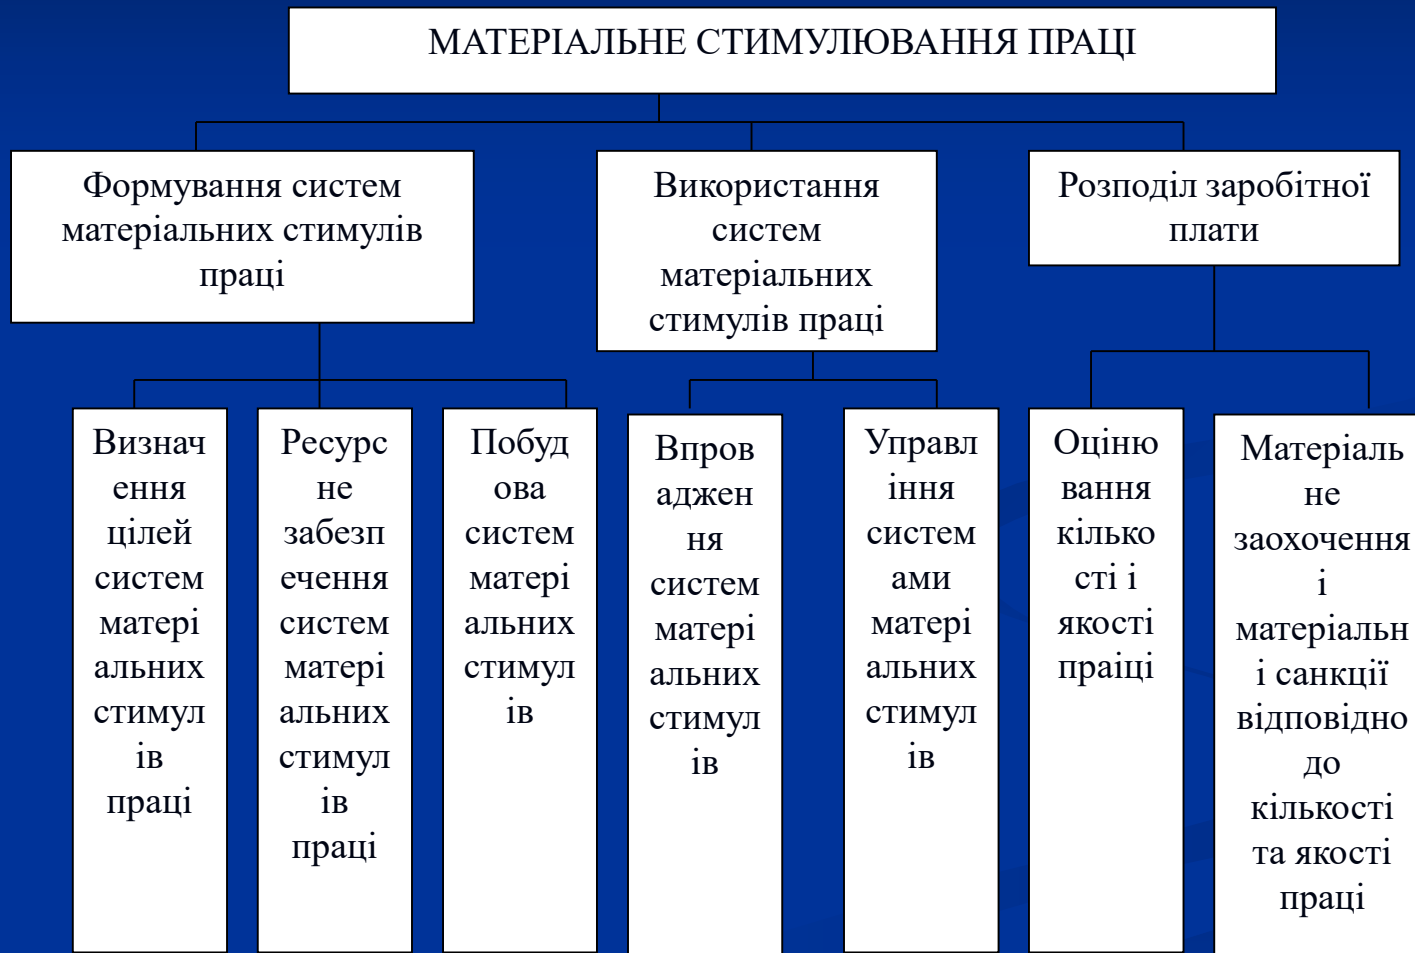 МАТЕРІАЛЬНЕ СТИМУЛЮВАННЯ ПРАЦІ
Формування систем
матеріальних стимулів
праці
Використання
систем
матеріальних
стимулів праці
Розподіл заробітної
плати
Визнач
ення
цілей
систем
матері
альних
стимул
ів
праці
Ресурс
не
забезп
ечення
систем
матері
альних
стимул
ів
праці
Побуд
ова
систем
матері
альних
стимул
ів
Впров
аджен
ня
систем
матері
альних
стимул
ів
Управл
іння
систем
ами
матері
альних
стимул
ів
Оціню
вання
кілько
сті і
якості
праіці
Матеріаль
не
заохочення
і
матеріальн
і санкції
відповідно
до
кількості
та якості
праці